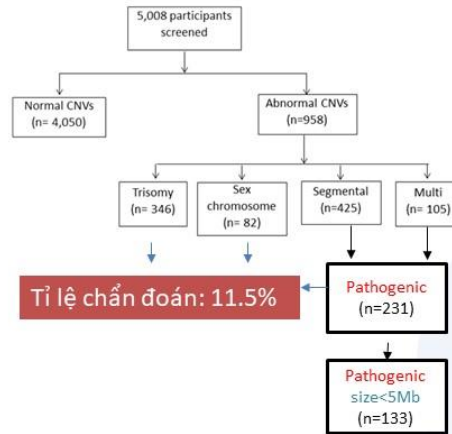 5,008 participants
screened
Normal CNVs
(n= 4,050)
Abnormal CNVs
(n=958)
Trisomy
(n= 346)
Sex
chromosome
(n= 82)
Segmental
(n=425)
Multi
(n= 105)
Tỉ lệ chẩn đoán: 11.5%
Pathogenic
(n=231)
Pathogenic
size<5Mb
(n=133)